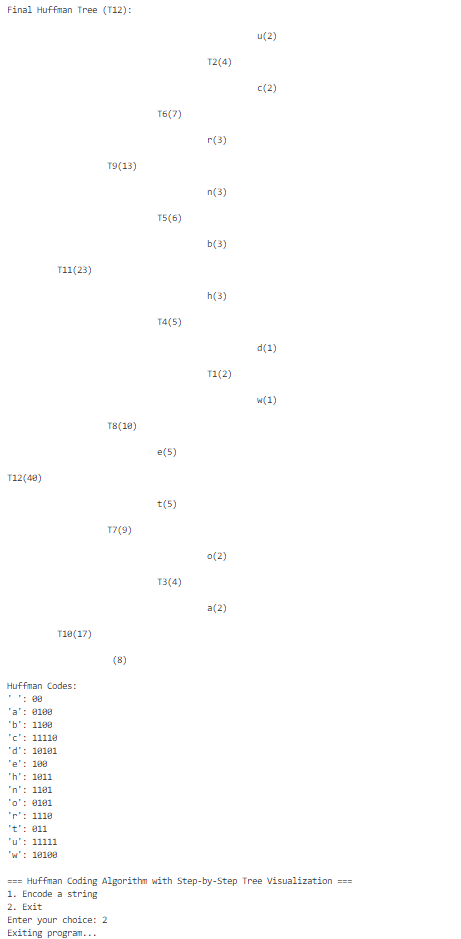 Final Huffman Tree (T12):
u(2)
T2(4)
c(2)
T6(7)
r(3)
T9(13)
n(3)
T5(6)
b(3)
T11(23)
h(3)
T4(5)
d(1)
T1(2)
w(1)
T8(10)
e(5)
T12(40)
t(5)
T7(9)
o(2)
T3(4)
a(2)
T10(17)
(8)
Huffman Codes:
' ': 00
'a': 0100
'b': 1100
'c': 11110
'd': 10101
'e': 100
'h': 1011
'n': 1101
'o': 0101
'r': 1110
't': 011
'u': 11111
'w': 10100
=== Huffman Coding Algorithm with Step-by-Step Tree Visualization ===
1. Encode a string
2. Exit
Enter your choice: 2
Exiting program...